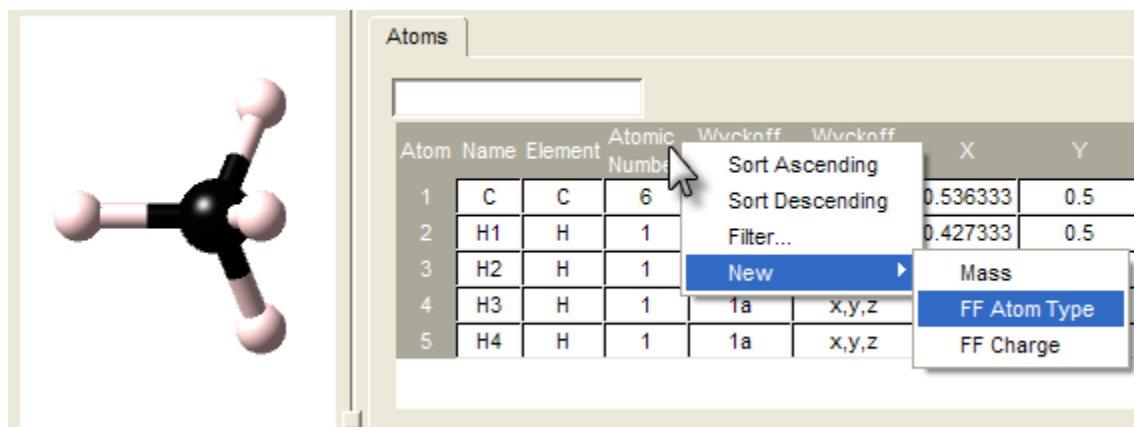 Atoms
Atom Name Element Atomic Number Wyckoff Wyckoff X Y
1 C C 6 0.536333 0.5
2 H1 H 1 0.427333 0.5
3 H2 H 1
4 H3 H 1 1a x,y,z
5 H4 H 1 1a x,y,z
Sort Ascending
Sort Descending
Filter...
New
Mass
FF Atom Type
FF Charge